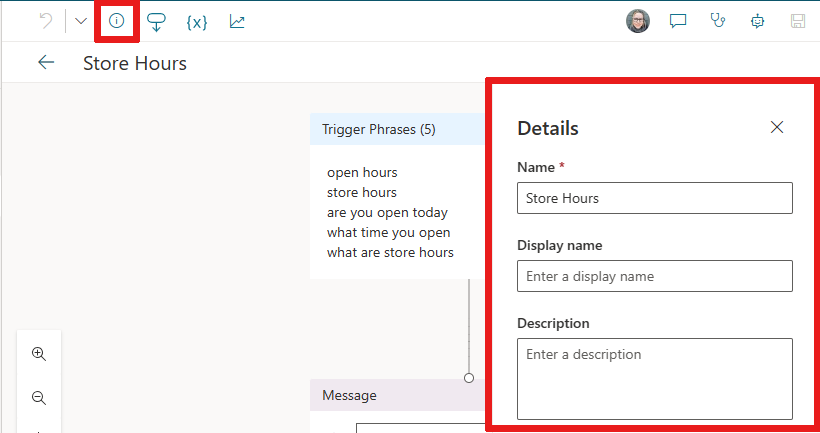 {x}
Store Hours
Trigger Phrases (5)
open hours
store hours
are you open today
what time you open
what are store hours
Message
Details
Name *
Store Hours
Display name
Enter a display name
Description
Enter a description